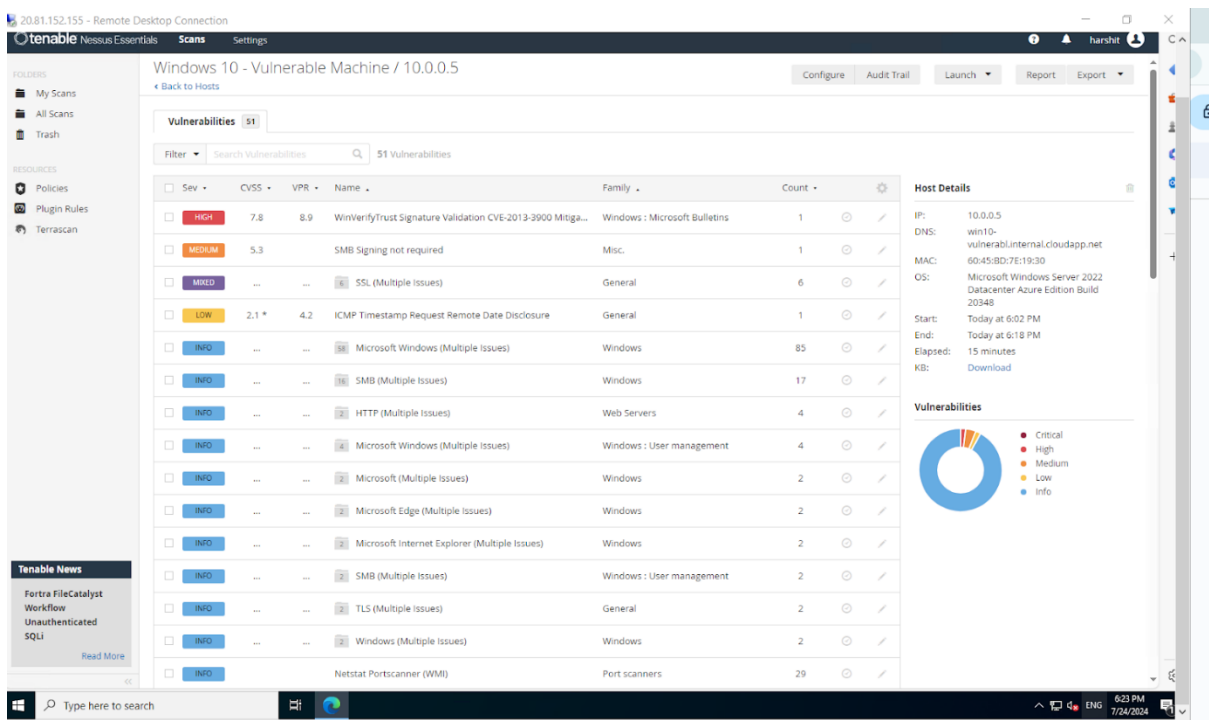 20.81.152.155 - Remote Desktop Connection
tenable Nessus Essentials Scans Settings
harshit
FOLDERS
My Scans
All Scans
Trash
RESOURCES
Policies
Plugin Rules
Terrascan
Windows 10 - Vulnerable Machine / 10.0.0.5
Back to Hosts
Configure Audit Trail Launch Report Export
Vulnerabilities 51
Filter Search Vulnerabilities 51 Vulnerabilities
Sev CVSS VPR Name Family Count
HIGH 7.8 8.9 WinVerifyTrust Signature Validation CVE-2013-3900 Mitiga... Windows : Microsoft Bulletins 1
MEDIUM 5.3 SMB Signing not required Misc. 1
MIXED ... ... 6 SSL (Multiple Issues) General 6
LOW 2.1 * 4.2 ICMP Timestamp Request Remote Date Disclosure General 1
INFO ... ... 58 Microsoft Windows (Multiple Issues) Windows 85
INFO ... ... 16 SMB (Multiple Issues) Windows 17
INFO ... ... 2 HTTP (Multiple Issues) Web Servers 4
INFO ... ... 4 Microsoft Windows (Multiple Issues) Windows : User management 4
INFO ... ... 2 Microsoft (Multiple Issues) Windows 2
INFO ... ... 2 Microsoft Edge (Multiple Issues) Windows 2
INFO ... ... 2 Microsoft Internet Explorer (Multiple Issues) Windows 2
INFO ... ... 2 SMB (Multiple Issues) Windows : User management 2
INFO ... ... 2 TLS (Multiple Issues) General 2
INFO ... ... 2 Windows (Multiple Issues) Windows 2
INFO Netstat Portscanner (WMI) Port scanners 29
Host Details
IP: 10.0.0.5
DNS: win10-
vulnerabl.internal.cloudapp.net
MAC: 60:45:BD:7E:19:30
OS: Microsoft Windows Server 2022
Datacenter Azure Edition Build
20348
Start: Today at 6:02 PM
End: Today at 6:18 PM
Elapsed: 15 minutes
KB: Download
Vulnerabilities
Critical
High
Medium
Low
Info
Tenable News
Fortra FileCatalyst
Workflow
Unauthenticated
SQLi
Read More
Type here to search
ENG
6:23 PM
7/24/2024